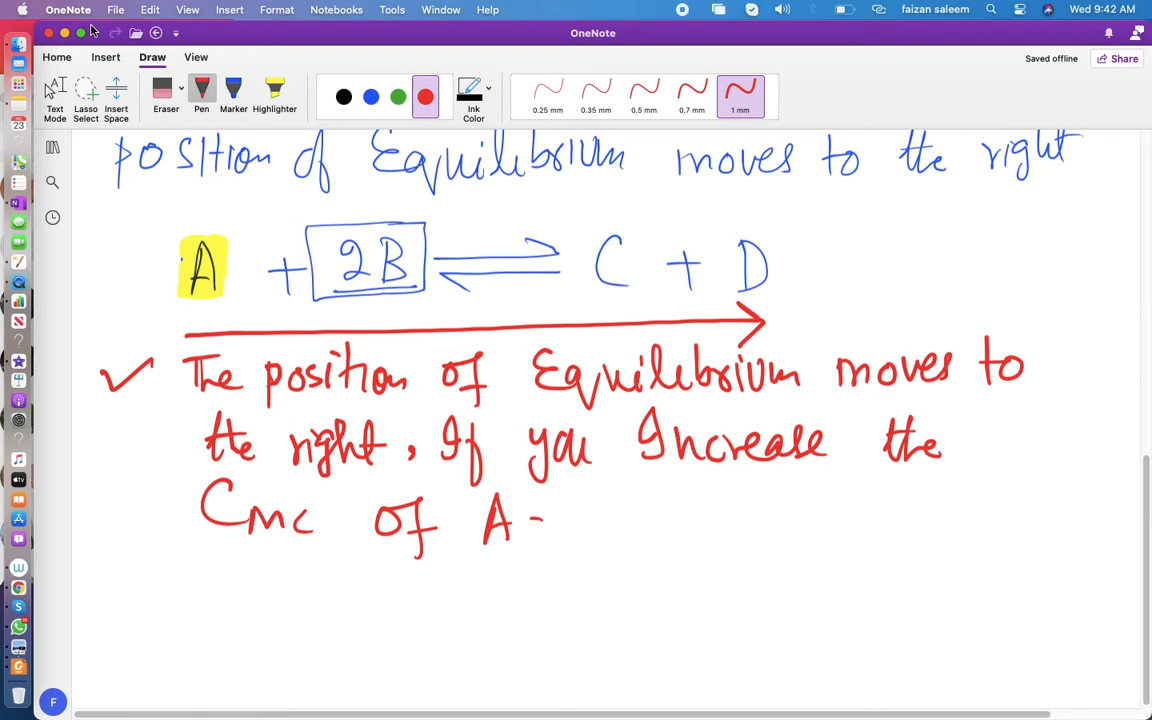 OneNote File Edit View Insert Format Notebooks Tools Window Help faizan saleem Wed 9:42 AM
OneNote
Home Insert Draw View Saved offline Share
Text Mode Lasso Select Insert Space Eraser Pen Marker Highlighter Ink Color 0.25 mm 0.35 mm 0.5 mm 0.7 mm 1 mm
position of Equilibrium moves to the right
A + 2B ⇌ C + D
✓ The position of Equilibrium moves to
the right, If you Increase the
Cnc of A-
F